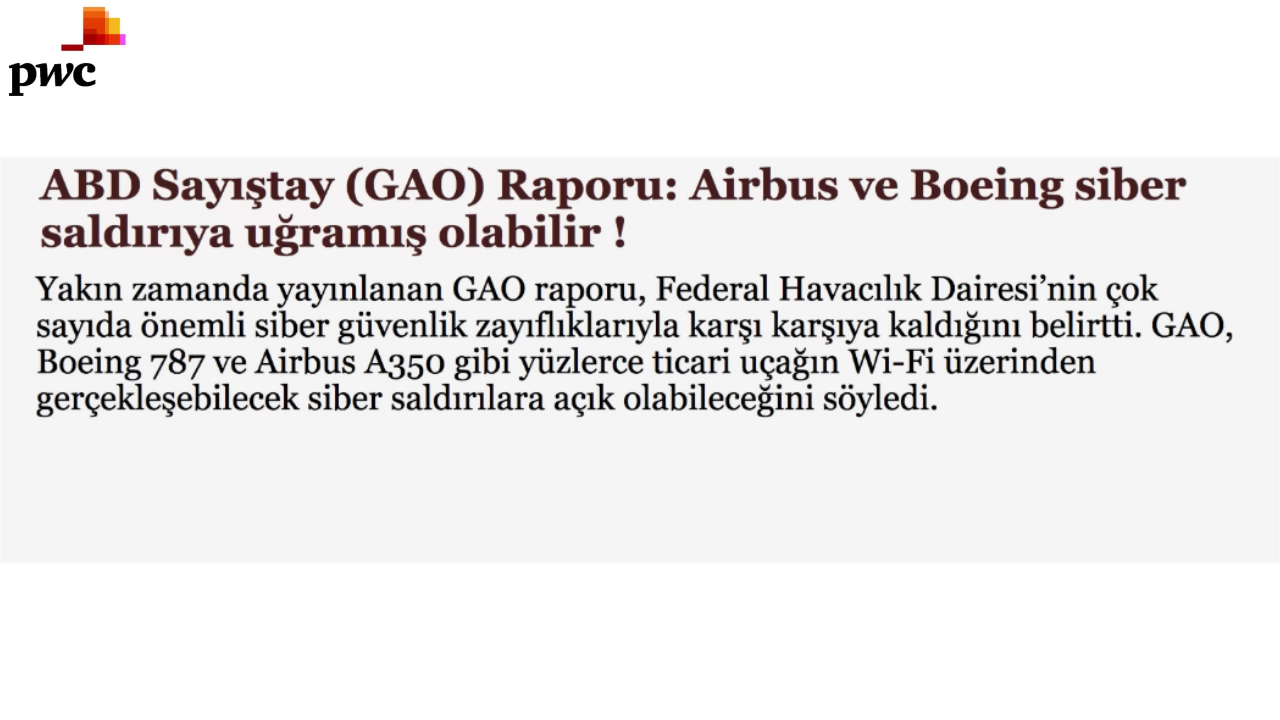 pwc
ABD Sayıştay (GAO) Raporu: Airbus ve Boeing siber
saldırıya uğramış olabilir !
Yakın zamanda yayınlanan GAO raporu, Federal Havacılık Dairesi’nin çok
sayıda önemli siber güvenlik zayıflıklarıyla karşı karşıya kaldığını belirtti. GAO,
Boeing 787 ve Airbus A350 gibi yüzlerce ticari uçağın Wi-Fi üzerinden
gerçekleşebilecek siber saldırılara açık olabileceğini söyledi.